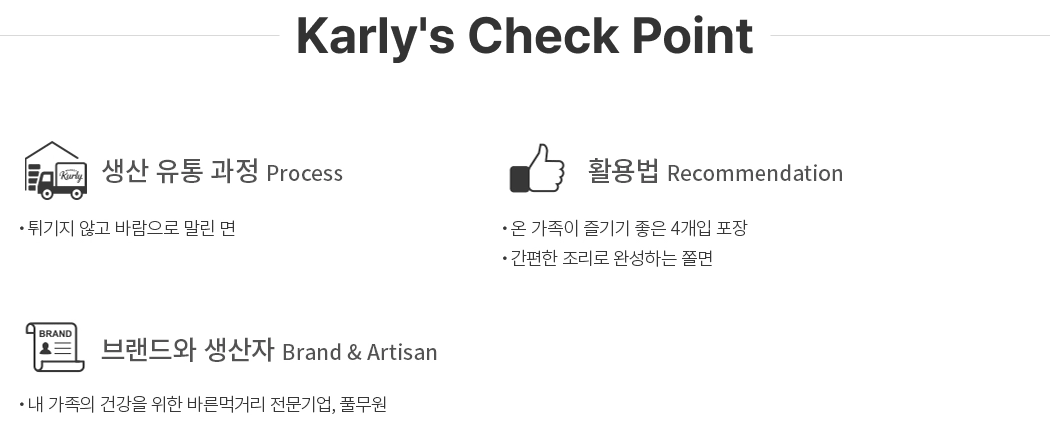 Karly's Check Point
Kurly
생산 유통 과정 Process
• 튀기지 않고 바람으로 말린 면
활용법 Recommendation
• 온 가족이 즐기기 좋은 4개입 포장
• 간편한 조리로 완성하는 쫄면
BRAND
브랜드와 생산자 Brand & Artisan
• 내 가족의 건강을 위한 바른먹거리 전문기업, 풀무원